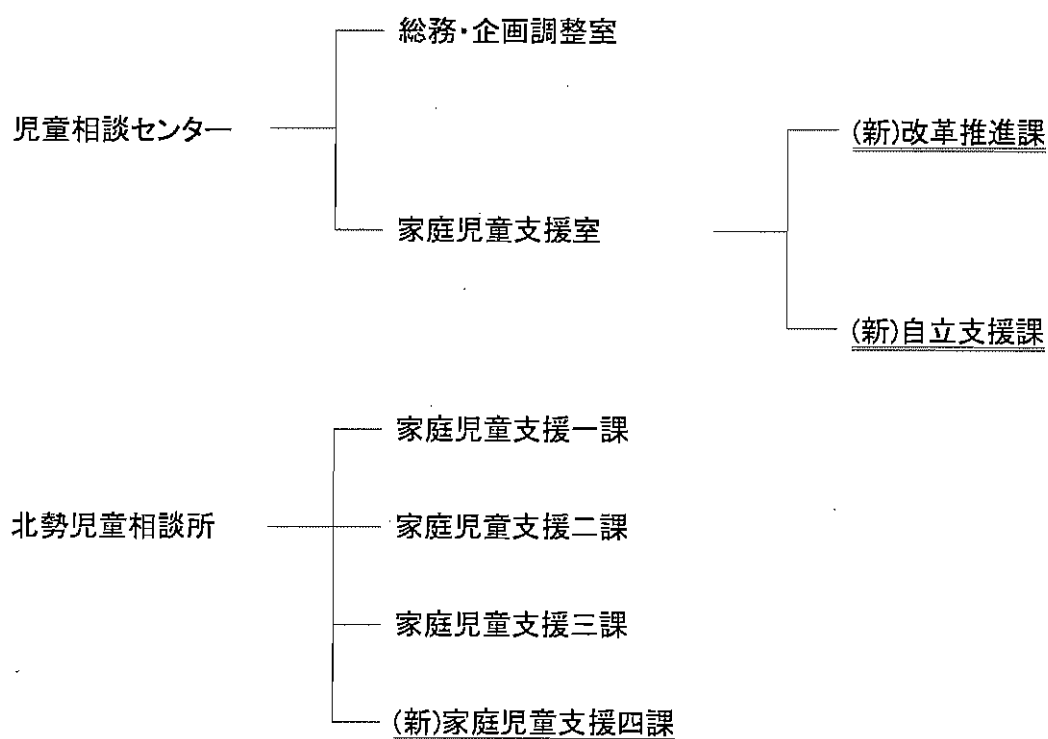 総務・企画調整室
児童相談センター
(新)改革推進課
家庭児童支援室
(新)自立支援課
家庭児童支援一課
北勢児童相談所
家庭児童支援二課
家庭児童支援三課
(新)家庭児童支援四課